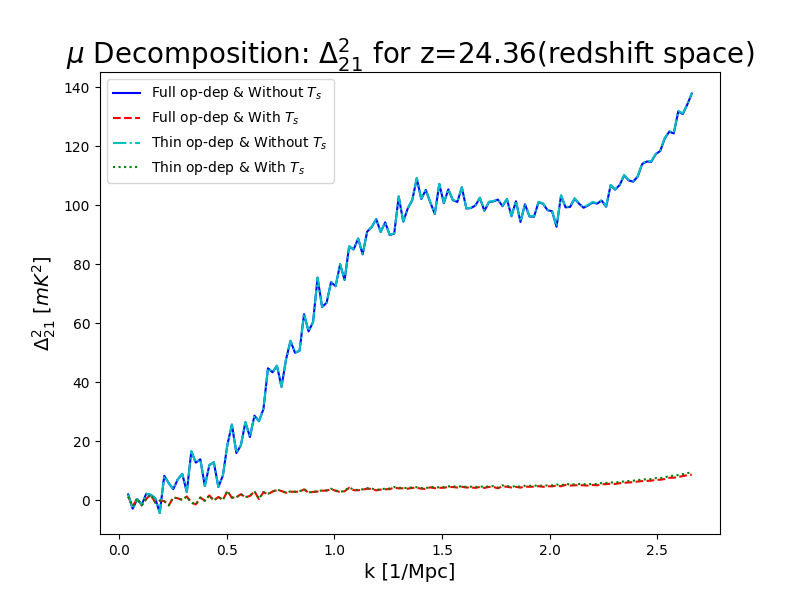 μ Decomposition: Δ²₂₁ for z=24.36(redshift space)
Full op-dep & Without Tₛ
Full op-dep & With Tₛ
Thin op-dep & Without Tₛ
Thin op-dep & With Tₛ
140
120
100
80
60
40
20
0
Δ²₂₁ [mK²]
0.0 0.5 1.0 1.5 2.0 2.5
k [1/Mpc]